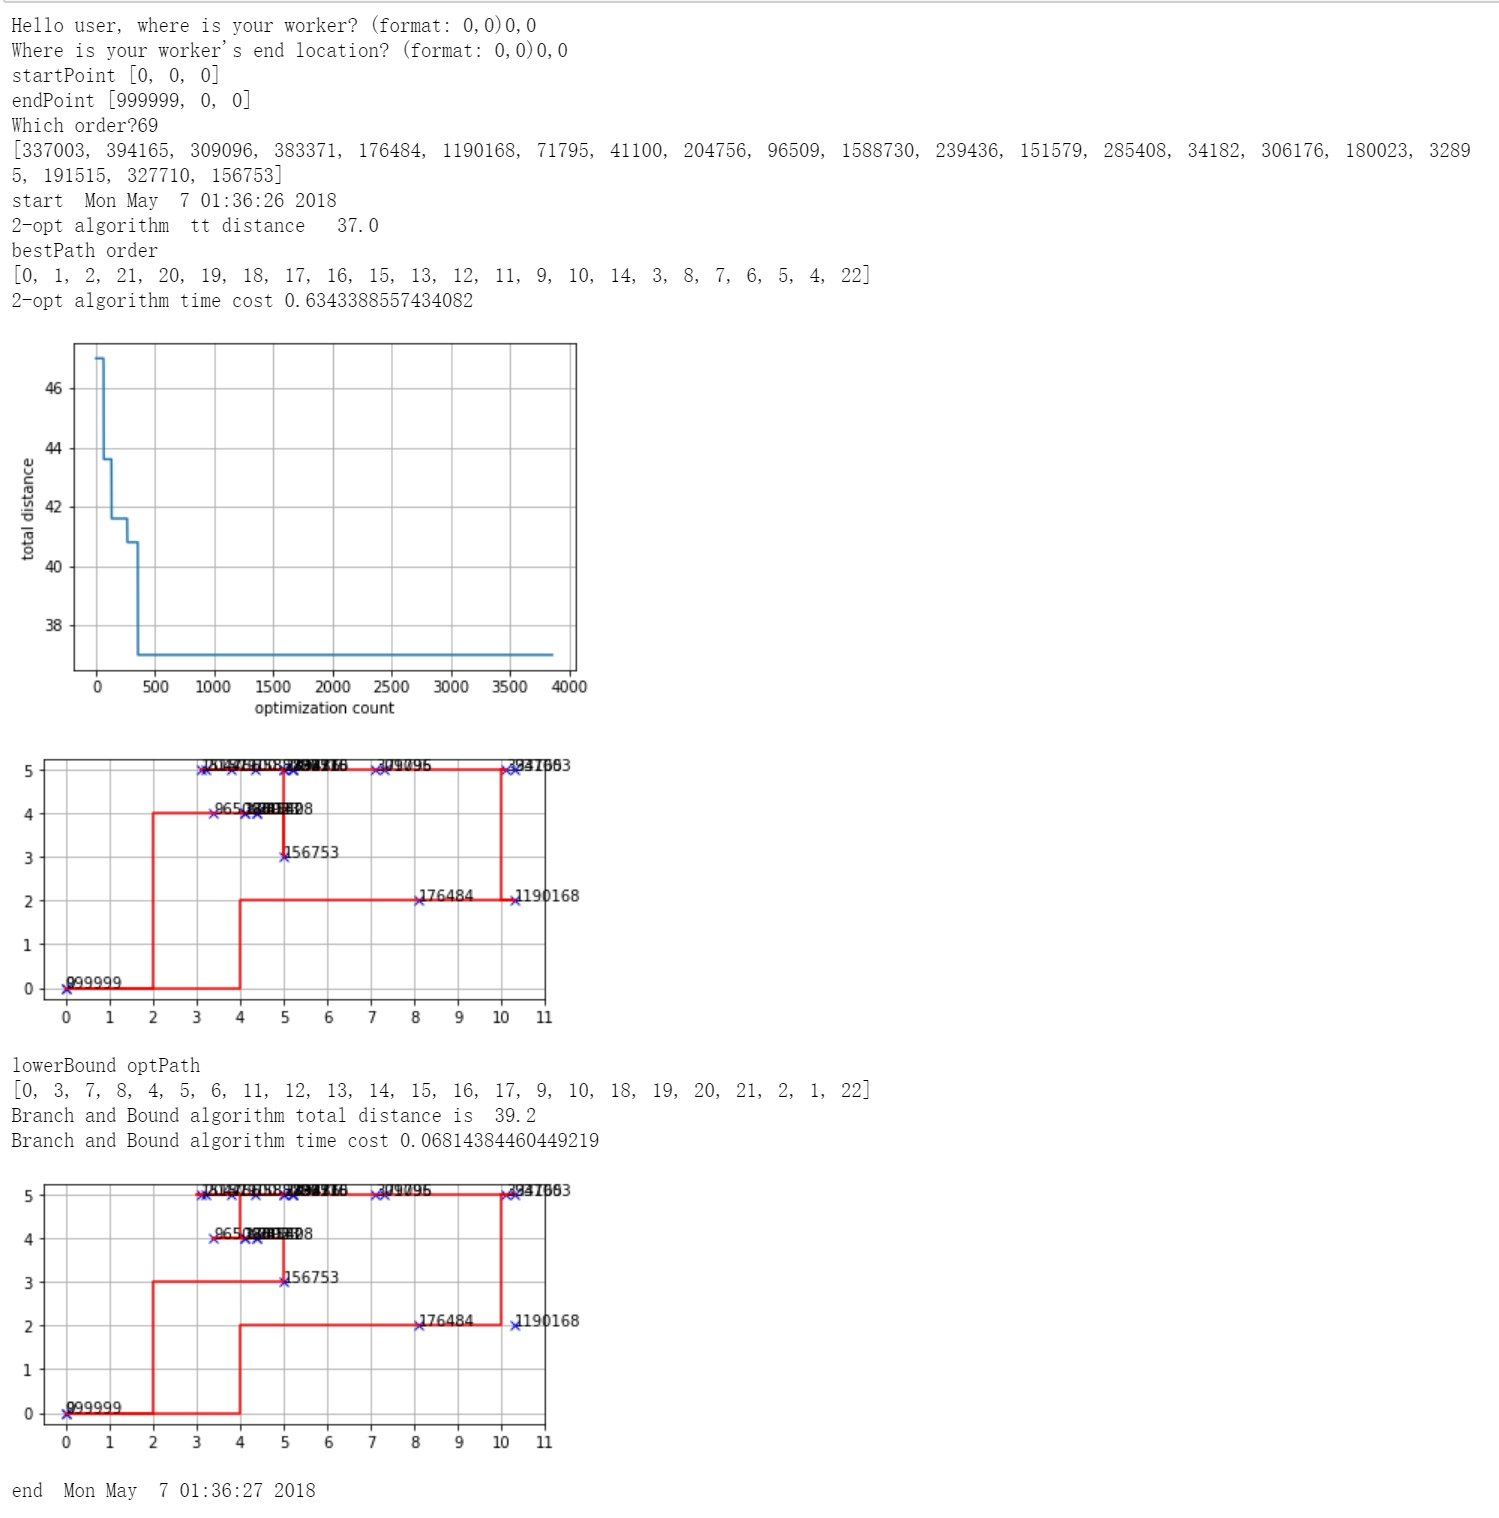 Hello user, where is your worker? (format: 0,0)0,0
Where is your worker's end location? (format: 0,0)0,0
startPoint [0, 0, 0]
endPoint [999999, 0, 0]
Which order?69
[337003, 394165, 309096, 383371, 176484, 1190168, 71795, 41100, 204756, 96509, 1588730, 239436, 151579, 285408, 34182, 306176, 180023, 3289
5, 191515, 327710, 156753]
start  Mon May  7 01:36:26 2018
2-opt algorithm  tt distance   37.0
bestPath order
[0, 1, 2, 21, 20, 19, 18, 17, 16, 15, 13, 12, 11, 9, 10, 14, 3, 8, 7, 6, 5, 4, 22]
2-opt algorithm time cost 0.6343388557434082
46
44
42
40
38
total distance
0 500 1000 1500 2000 2500 3000 3500 4000
optimization count
5
4
156753
3
176484 1190168
2
1
999999
0
0 1 2 3 4 5 6 7 8 9 10 11
lowerBound optPath
[0, 3, 7, 8, 4, 5, 6, 11, 12, 13, 14, 15, 16, 17, 9, 10, 18, 19, 20, 21, 2, 1, 22]
Branch and Bound algorithm total distance is  39.2
Branch and Bound algorithm time cost 0.06814384460449219
5
4
156753
3
176484 1190168
2
1
999999
0
0 1 2 3 4 5 6 7 8 9 10 11
end  Mon May  7 01:36:27 2018